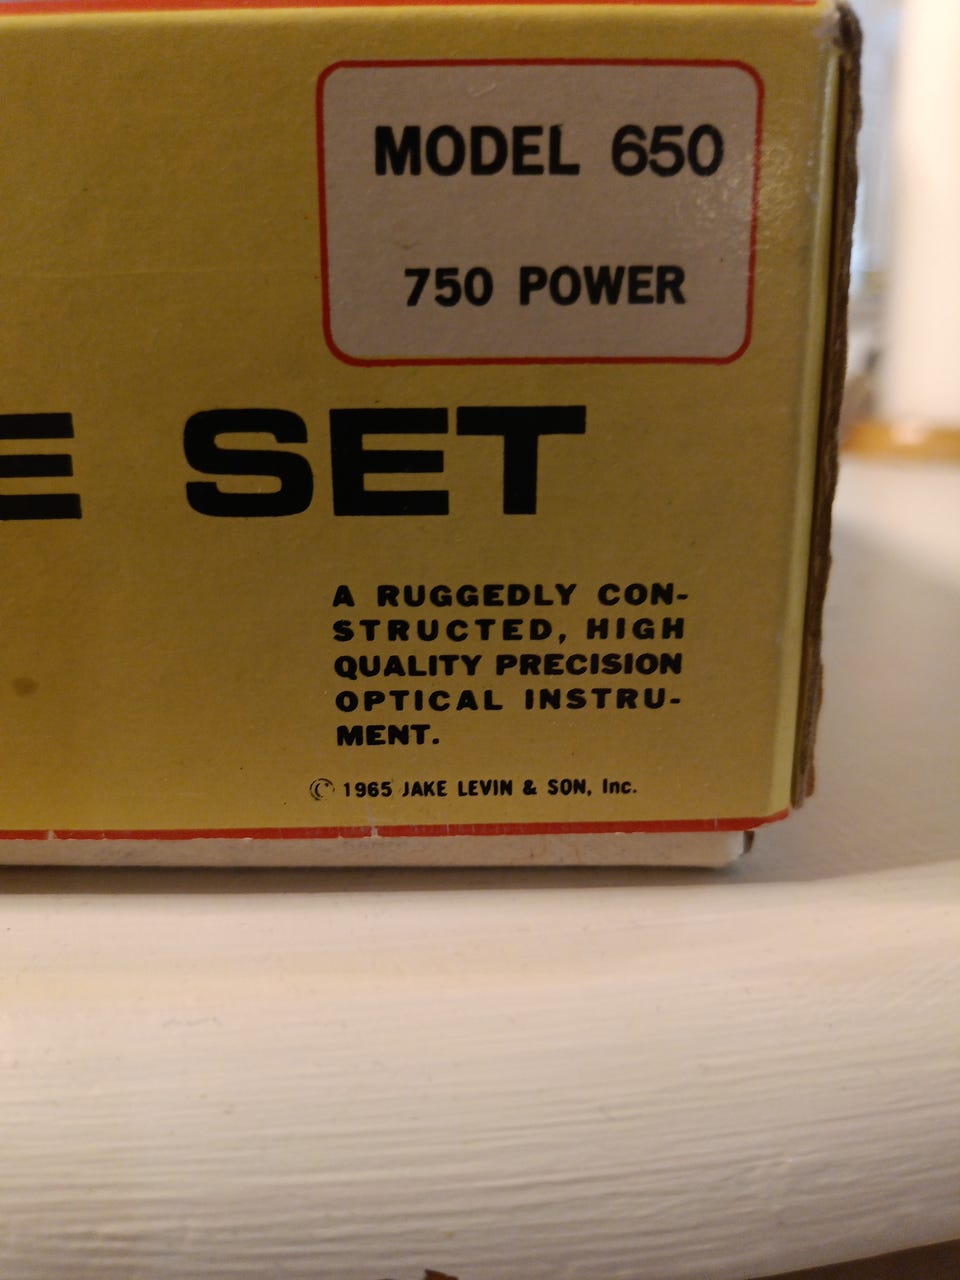 MODEL 650
750 POWER
E SET
A RUGGEDLY CON-
STRUCTED, HIGH
QUALITY PRECISION
OPTICAL INSTRU-
MENT.
© 1965 JAKE LEVIN & SON, Inc.